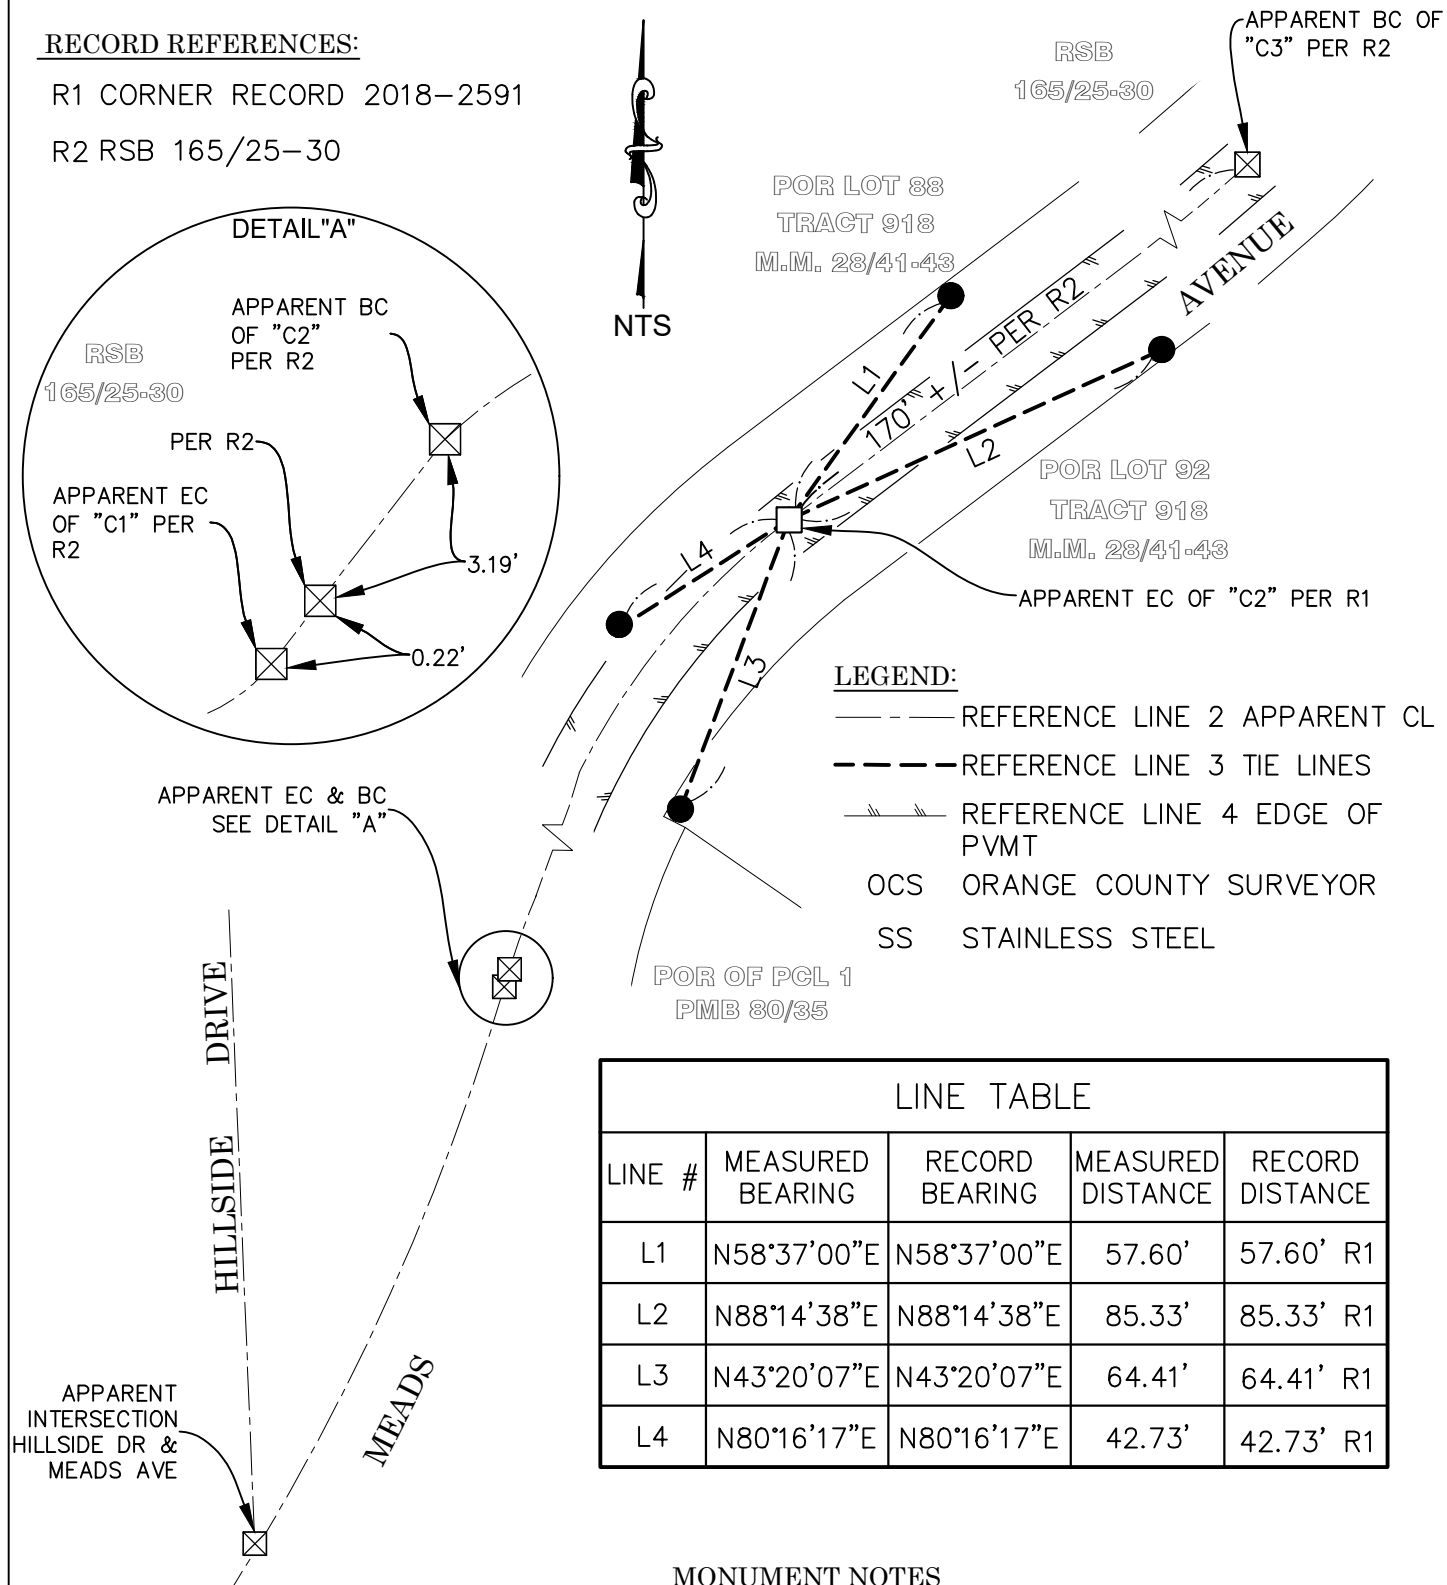 RECORD REFERENCES:
R1 CORNER RECORD 2018-2591
R2 RSB 165/25-30
NTS
APPARENT BC OF
"C3" PER R2
RSB
165/25-30
POR LOT 88
TRACT 918
M.M. 28/41-43
DETAIL"A"
APPARENT BC
OF "C2"
PER R2
RSB
165/25-30
PER R2
APPARENT EC
OF "C1" PER
R2
3.19'
0.22'
AVENUE
170' +/- PER R2
L1
L2
L3
L4
POR LOT 92
TRACT 918
M.M. 28/41-43
APPARENT EC OF "C2" PER R1
LEGEND:
REFERENCE LINE 2 APPARENT CL
REFERENCE LINE 3 TIE LINES
REFERENCE LINE 4 EDGE OF
PVMT
OCS ORANGE COUNTY SURVEYOR
SS STAINLESS STEEL
APPARENT EC & BC
SEE DETAIL "A"
POR OF PCL 1
PMB 80/35
HILLSIDE DRIVE
MEADS
APPARENT
INTERSECTION
HILLSIDE DR &
MEADS AVE
LINE TABLE
LINE # MEASURED BEARING RECORD BEARING MEASURED DISTANCE RECORD DISTANCE
L1 N58°37'00"E N58°37'00"E 57.60' 57.60' R1
L2 N88°14'38"E N88°14'38"E 85.33' 85.33' R1
L3 N43°20'07"E N43°20'07"E 64.41' 64.41' R1
L4 N80°16'17"E N80°16'17"E 42.73' 42.73' R1
MONUMENT NOTES